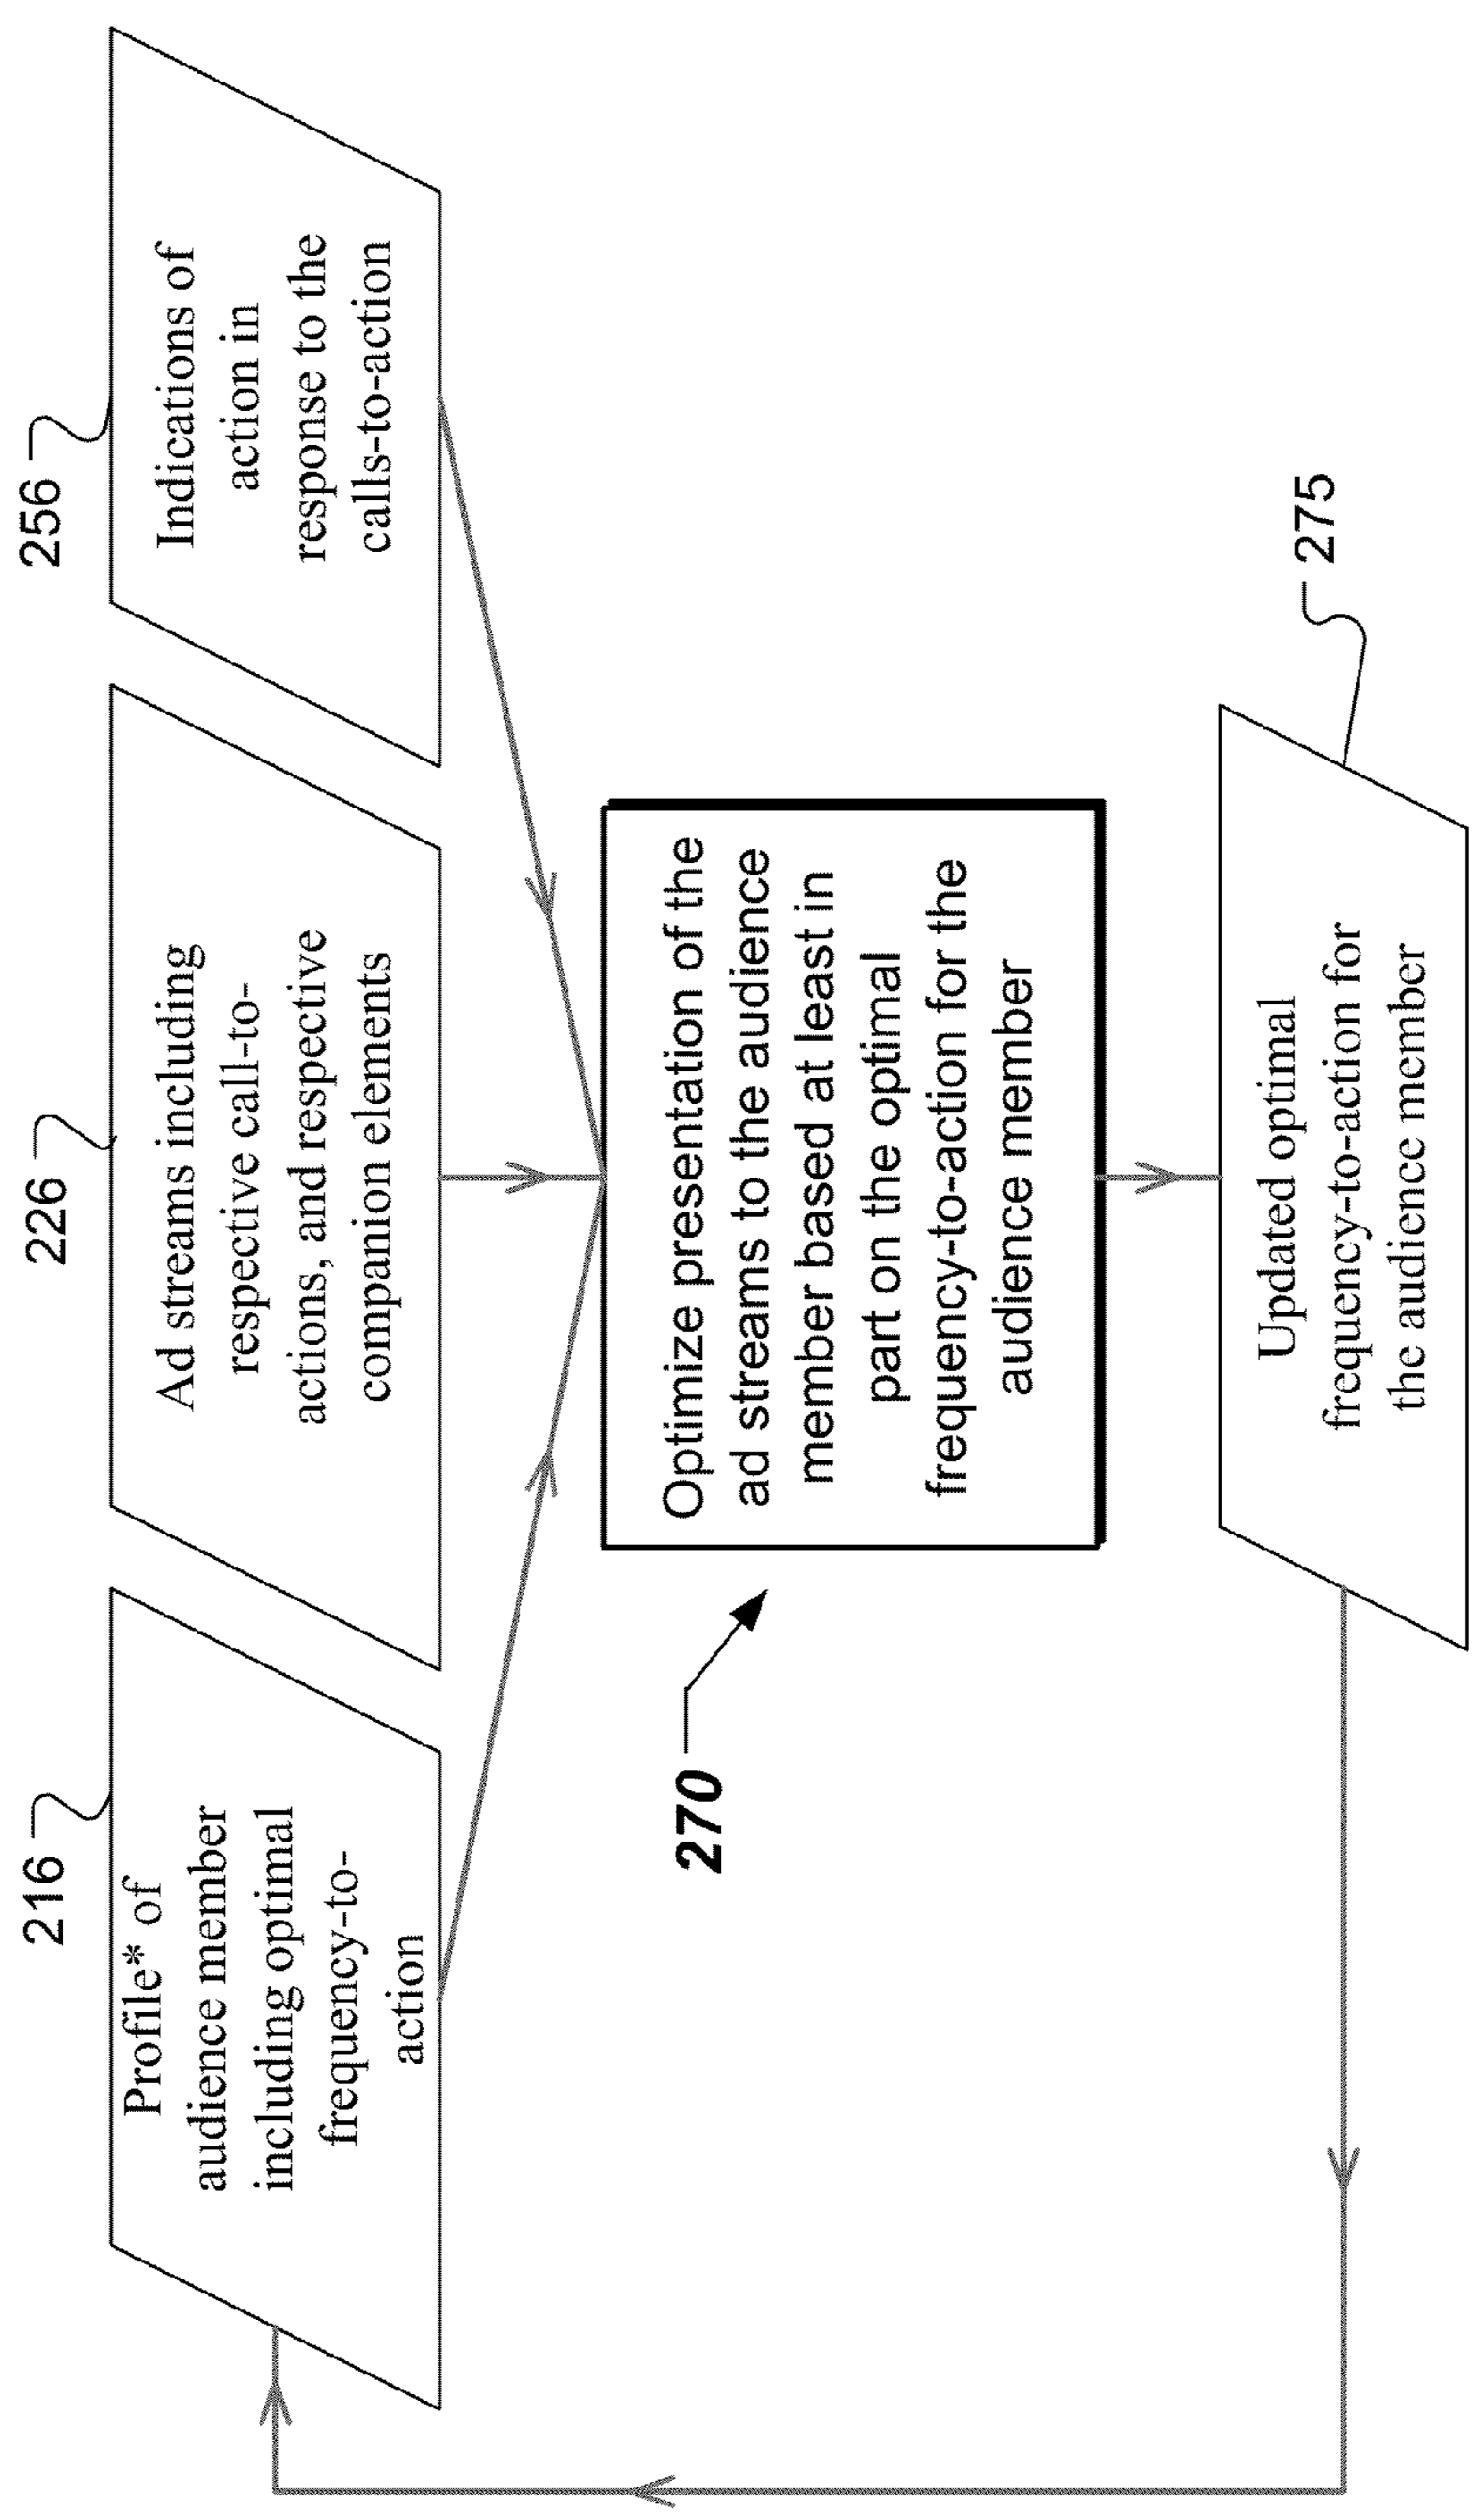 216
Profile* of
audience member
including optimal
frequency-to-
action
226
Ad streams including
respective call-to-
actions, and respective
companion elements
256
Indications of
action in
response to the
calls-to-action
270
Optimize presentation of the
ad streams to the audience
member based at least in
part on the optimal
frequency-to-action for the
audience member
275
Updated optimal
frequency-to-action for
the audience member